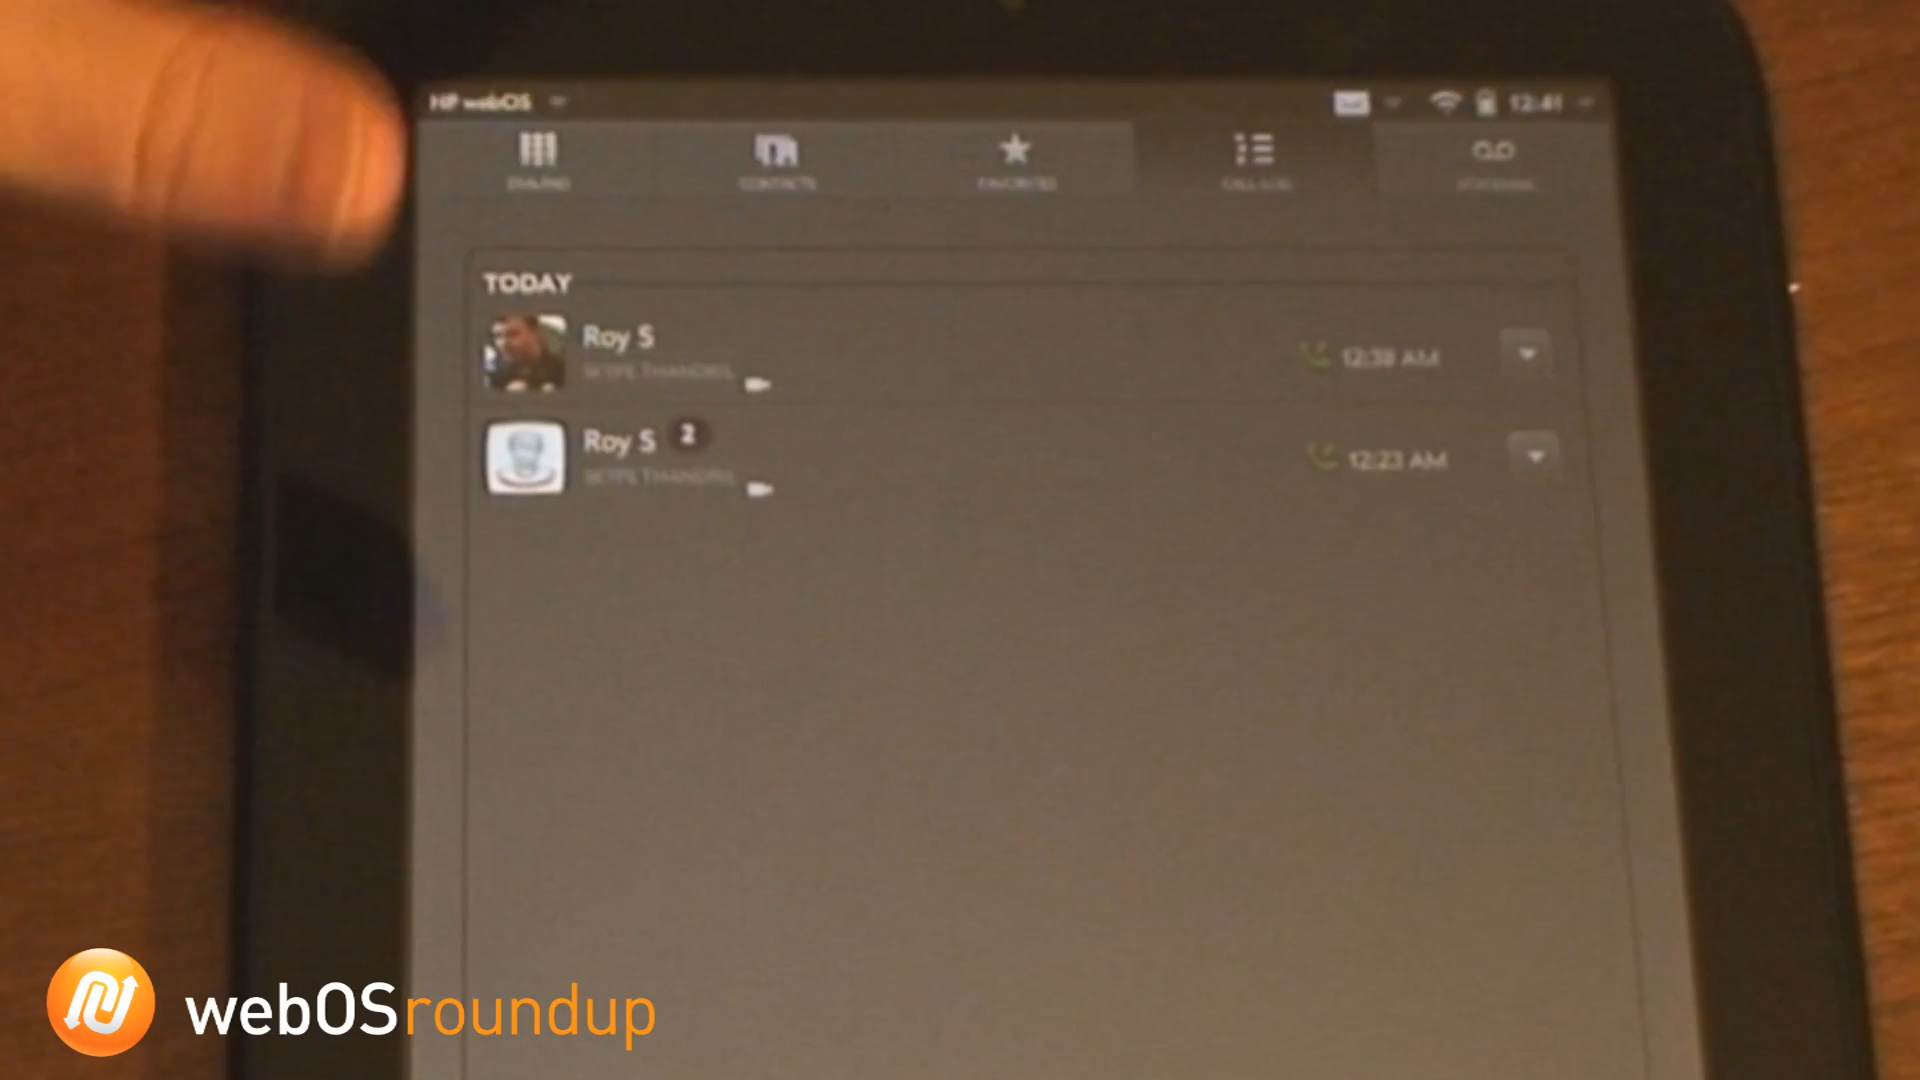 HP webOS 12:41
DIALPAD CONTACTS FAVORITES CALL LOG VOICEMAIL
TODAY
Roy S
12:38 AM
Roy S 2
12:23 AM
webOSroundup